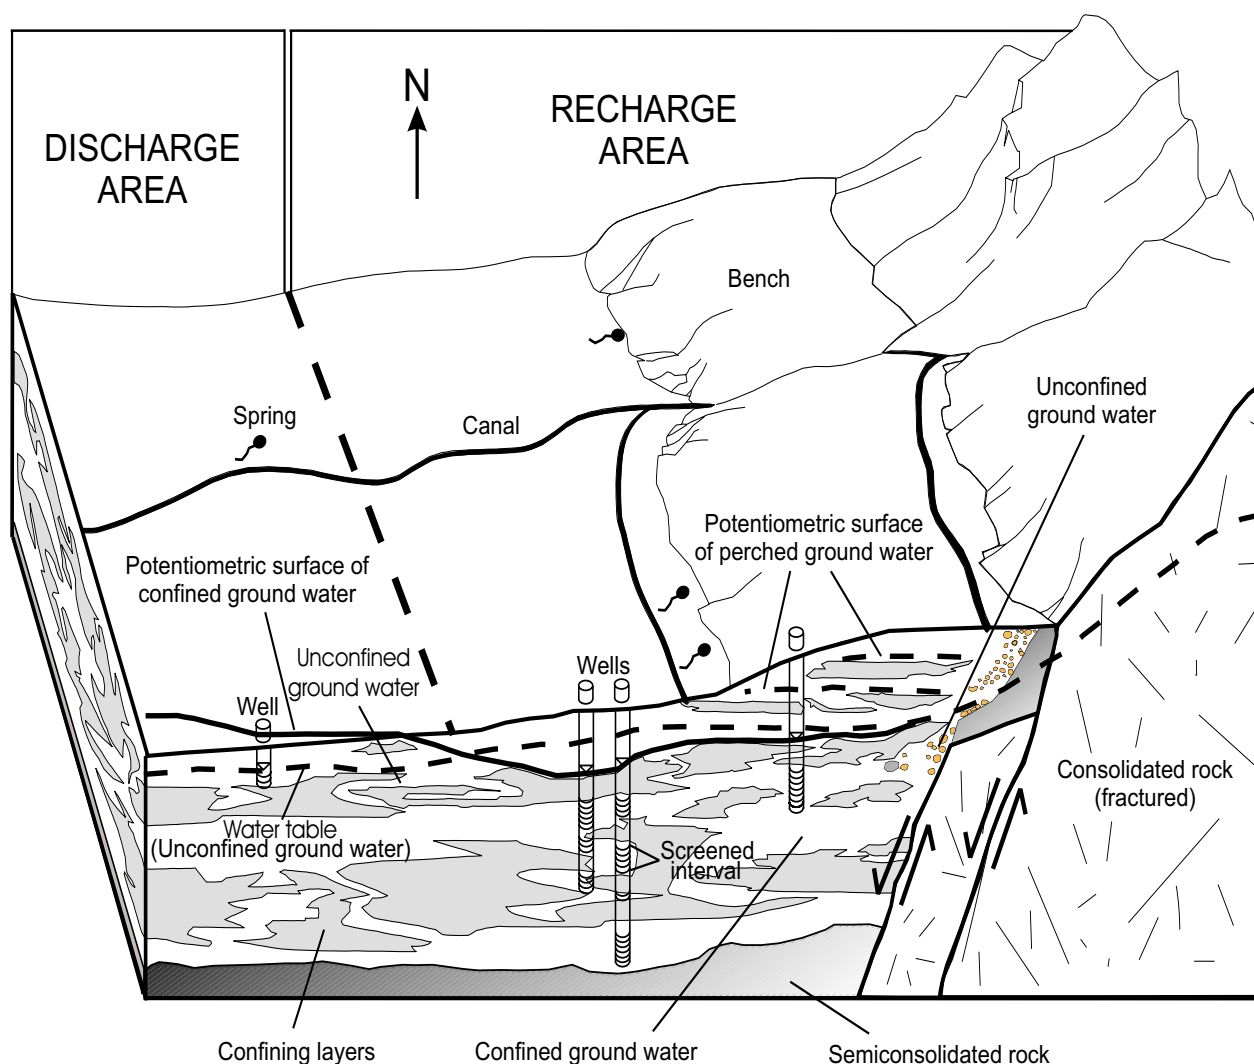 DISCHARGE
AREA
N
RECHARGE
AREA
Bench
Unconfined
ground water
Spring
Canal
Potentiometric surface
of perched ground water
Potentiometric surface of
confined ground water
Unconfined
ground water
Wells
Well
Consolidated rock
(fractured)
Water table
(Unconfined ground water)
Screened
interval
Confining layers
Confined ground water
Semiconsolidated rock